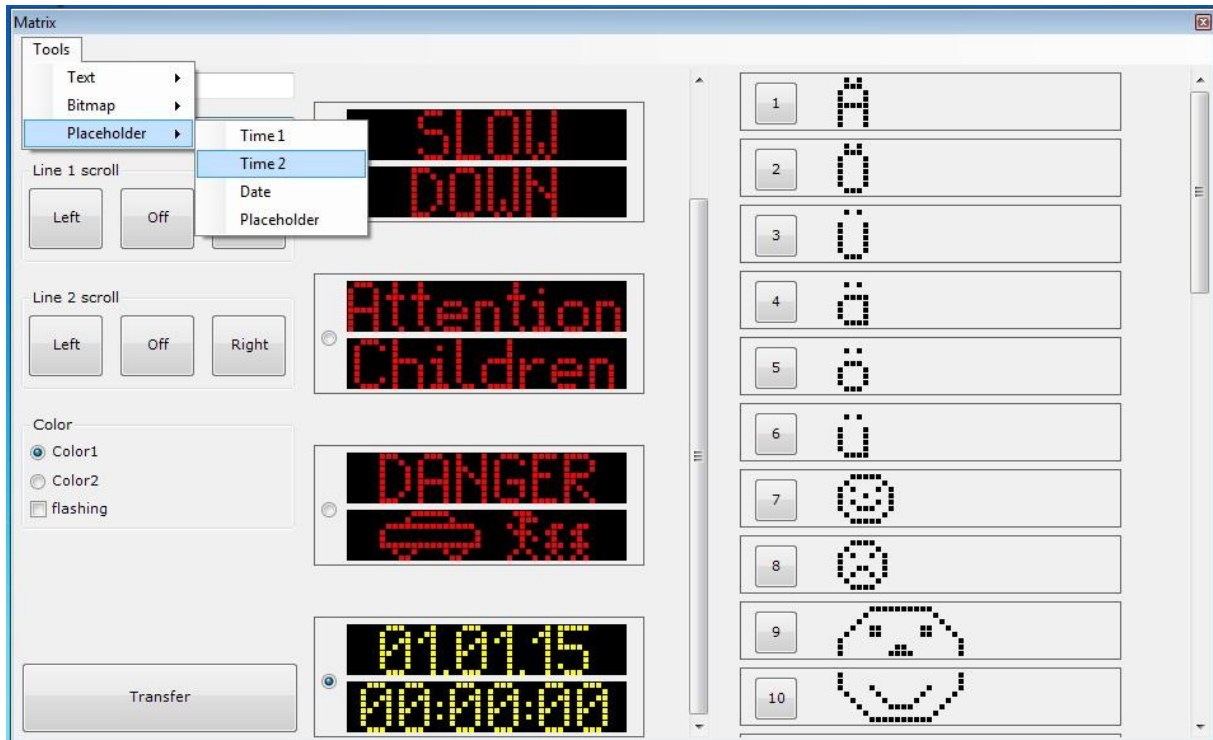 Matrix
Tools
Text
Bitmap
Placeholder
Time 1
Time 2
Date
Placeholder
Line 1 scroll
Left
Off
Line 2 scroll
Left
Off
Right
Color
Color1
Color2
flashing
Transfer
SLOW
DOWN
Attention
Children
DANGER
01.01.15
00:00:00
1
Ä
2
Ö
3
Ü
4
ä
5
ö
6
ü
7
8
9
10